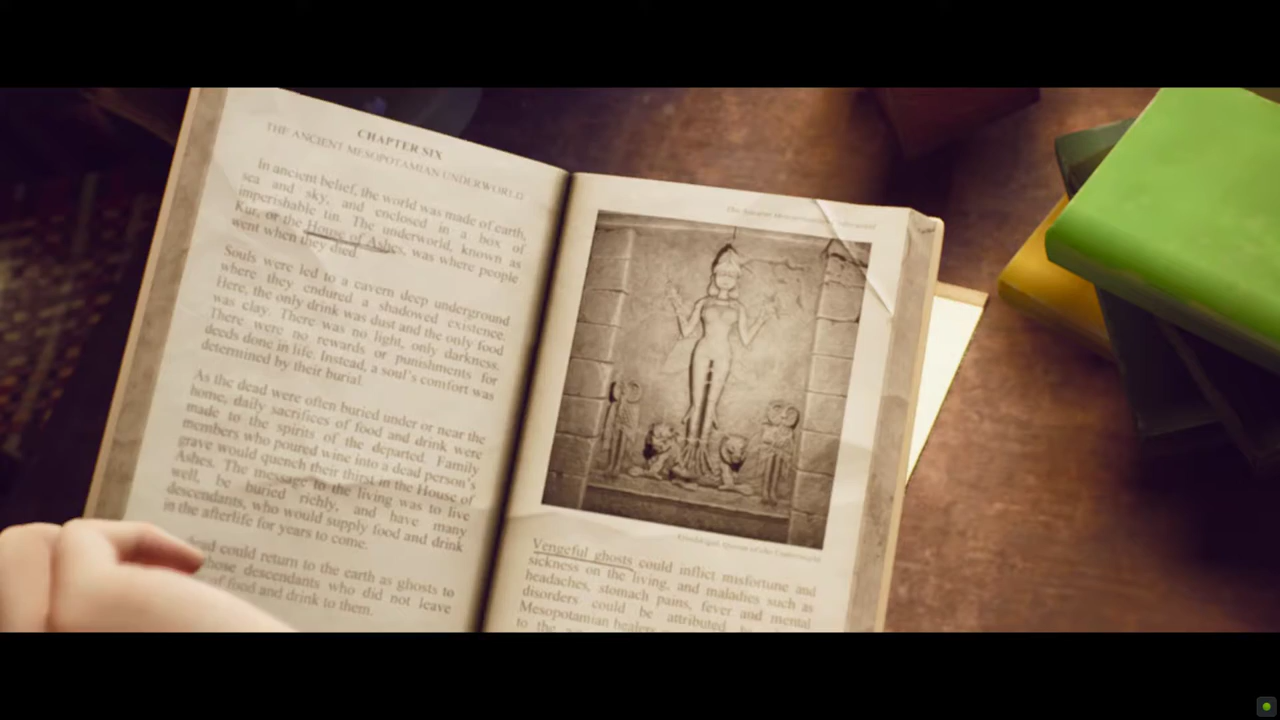 CHAPTER SIX
THE ANCIENT MESOPOTAMIAN UNDERWORLD
In ancient belief, the world was made of earth,
sea and sky, and enclosed in a box of
imperishable tin. The underworld, known as
Kur, or the House of Ashes, was where people
went when they died.
Souls were led to a cavern deep underground
where they endured a shadowed existence.
Here, the only drink was dust and the only food
was clay. There was no light, only darkness.
There were no rewards or punishments for
deeds done in life. Instead, a soul's comfort was
determined by their burial.
As the dead were often buried under or near the
home, daily sacrifices of food and drink were
made to the spirits of the departed. Family
members who poured wine into a dead person's
grave would quench their thirst in the House of
Ashes. The message to the living was to live
well, be buried richly, and have many
descendants, who would supply food and drink
in the afterlife for years to come.
dead could return to the earth as ghosts to
whose descendants who did not leave
of food and drink to them.
The Ancient Mesopotamian Underworld
Queen of the Underworld
Vengeful ghosts could inflict misfortune and
sickness on the living, and maladies such as
headaches, stomach pains, fever and mental
disorders could be attributed
Mesopotamian healers
to the